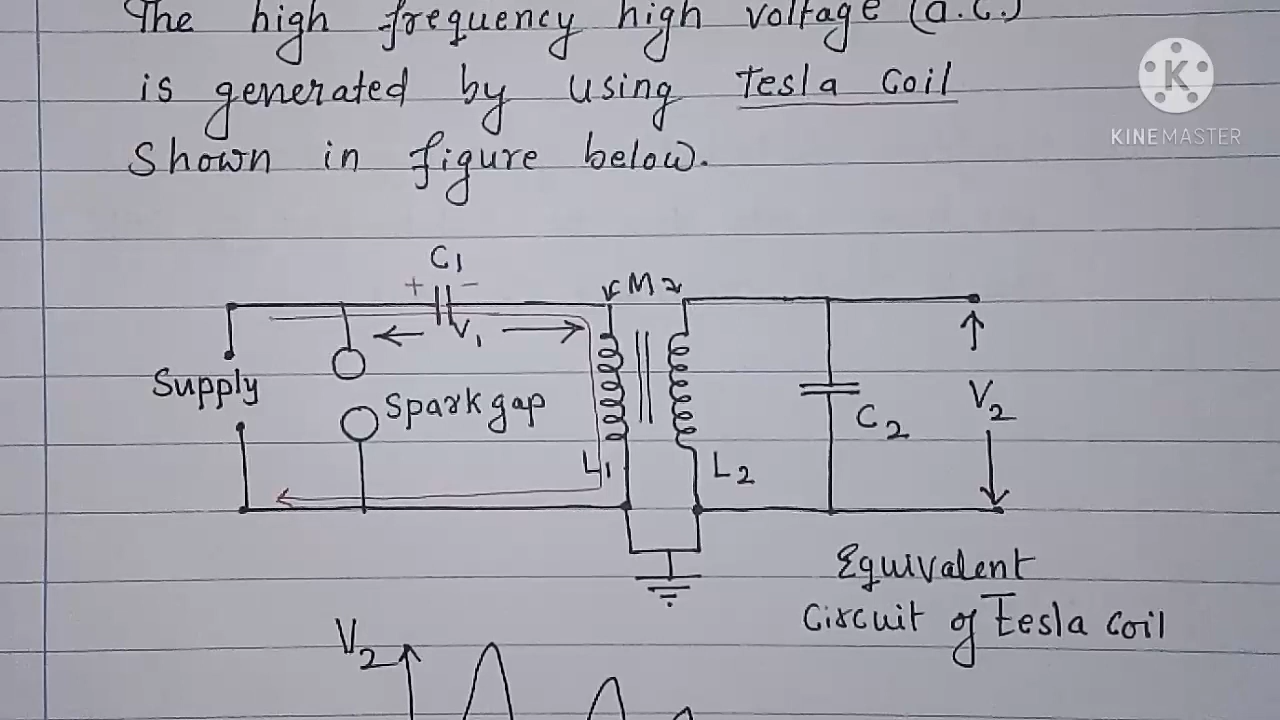 The high frequency high voltage (a.c.)
is generated by using Tesla Coil
Shown in figure below.
K
KINEMASTER
C1
+ -
M
V1
Supply
Spark gap
L1
L2
C2
V2
Equivalent
Circuit of Tesla coil
V2